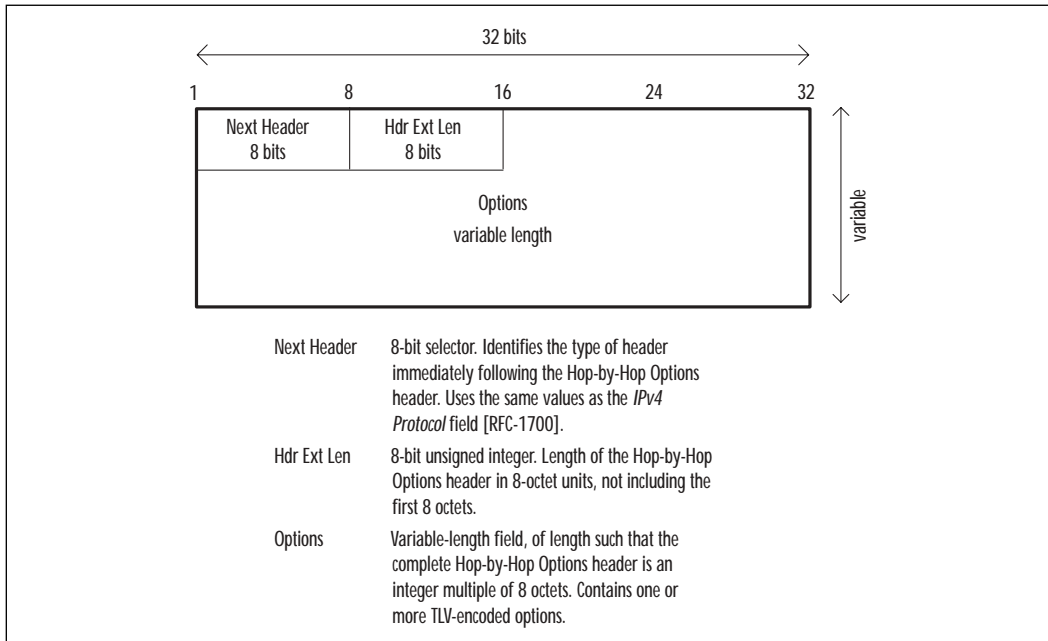 32 bits
1 8 16 24 32
Next Header Hdr Ext Len
8 bits 8 bits
Options
variable length
variable
Next Header 8-bit selector. Identifies the type of header
immediately following the Hop-by-Hop Options
header. Uses the same values as the IPv4
Protocol field [RFC-1700].
Hdr Ext Len 8-bit unsigned integer. Length of the Hop-by-Hop
Options header in 8-octet units, not including the
first 8 octets.
Options Variable-length field, of length such that the
complete Hop-by-Hop Options header is an
integer multiple of 8 octets. Contains one or
more TLV-encoded options.